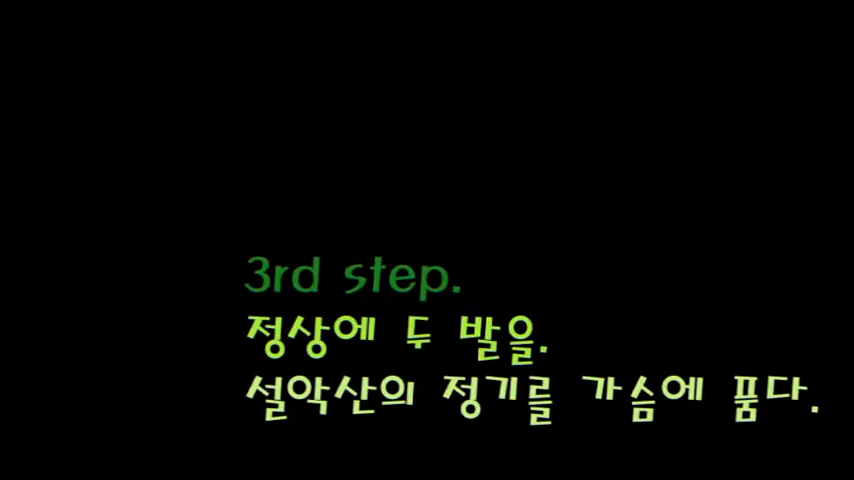 3rd step.
정상에 두 발을.
설악산의 정기를 가슴에 품다.